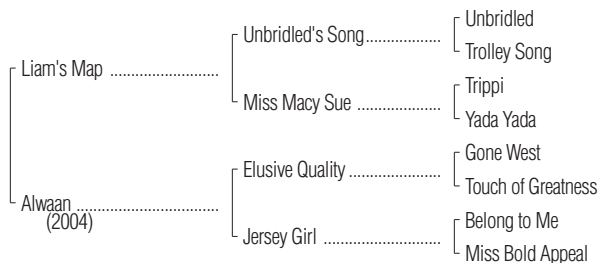 Unbridled
Unbridled's Song....................
Trolley Song
Liam's Map .............................
Trippi
Miss Macy Sue ......................
Yada Yada
Gone West
Elusive Quality ........................
Touch of Greatness
Alwaan ......................................
(2004)
Belong to Me
Jersey Girl ...............................
Miss Bold Appeal